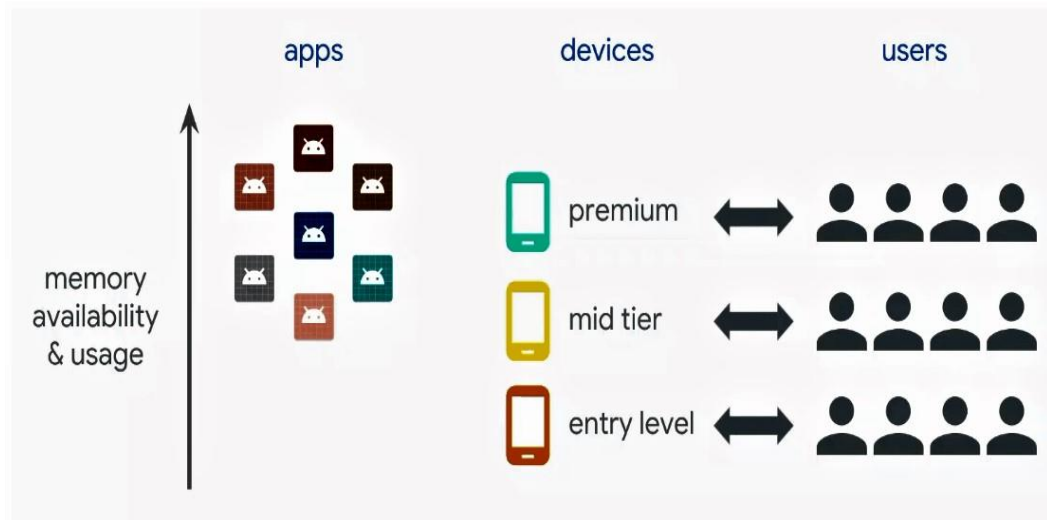 apps
devices
users
premium
memory
availability
& usage
mid tier
entry level